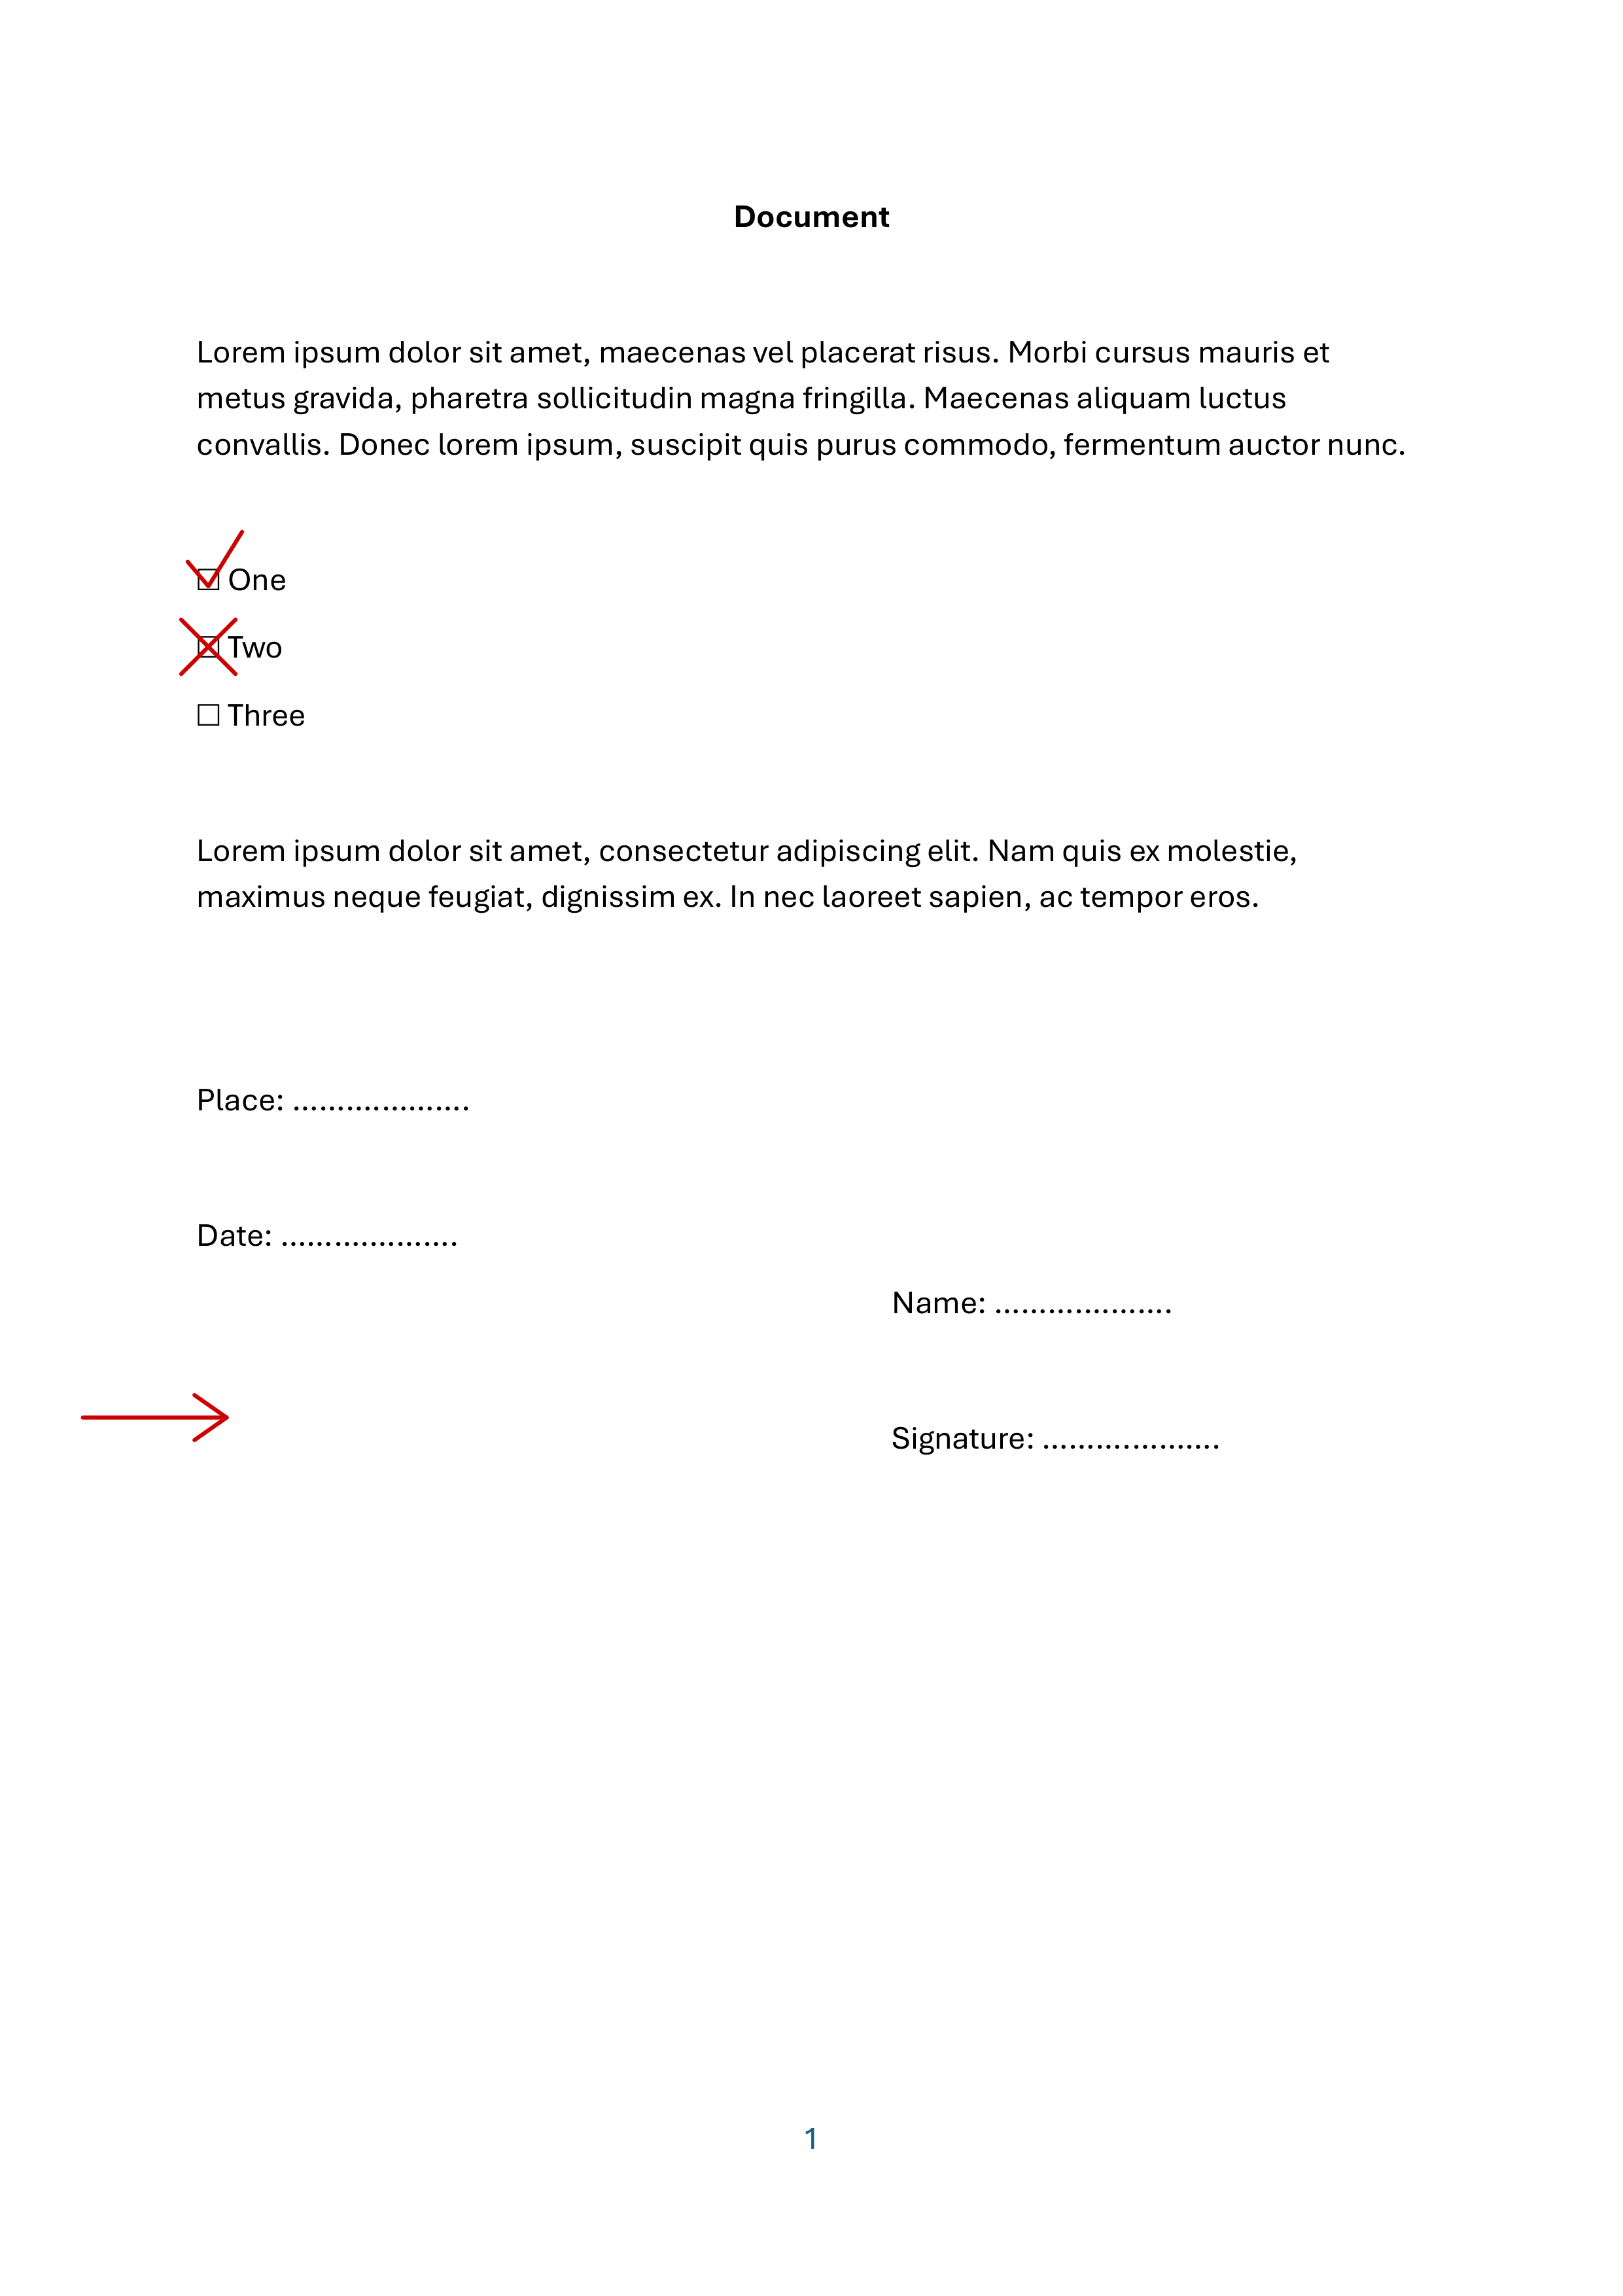 Document
Lorem ipsum dolor sit amet, maecenas vel placerat risus. Morbi cursus mauris et
metus gravida, pharetra sollicitudin magna fringilla. Maecenas aliquam luctus
convallis. Donec lorem ipsum, suscipit quis purus commodo, fermentum auctor nunc.
☐ One
☐ Two
☐ Three
Lorem ipsum dolor sit amet, consectetur adipiscing elit. Nam quis ex molestie,
maximus neque feugiat, dignissim ex. In nec laoreet sapien, ac tempor eros.
Place: ....................
Date: ....................
Name: ....................
Signature: ....................
1